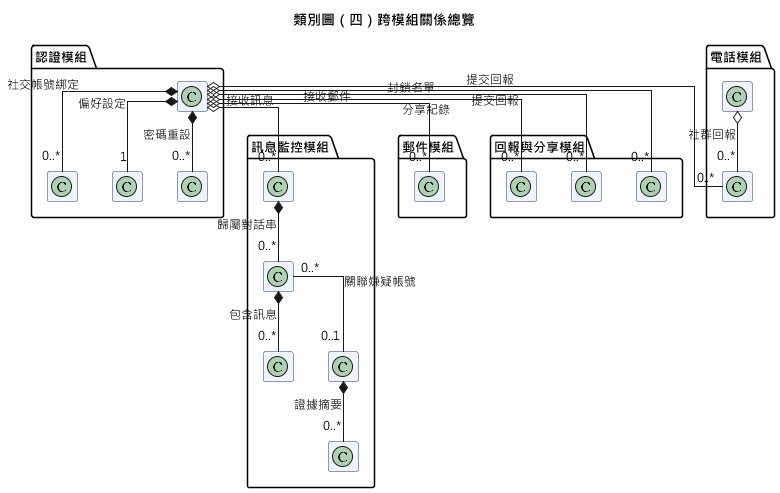 類別圖（四）跨模組關係總覽
認證模組
電話模組
社交帳號綁定
C
封鎖名單
提交回報
C
偏好設定
接收訊息
接收郵件
提交回報
分享紀錄
密碼重設
社群回報
訊息監控模組
郵件模組
回報與分享模組
0..*
1
0..*
0..*
0..*
0..*
0..*
0..*
0..*
0..*
C
C
C
C
C
C
C
C
C
歸屬對話串
0..*
0..*
C
關聯嫌疑帳號
包含訊息
0..*
0..1
C
C
證據摘要
0..*
C